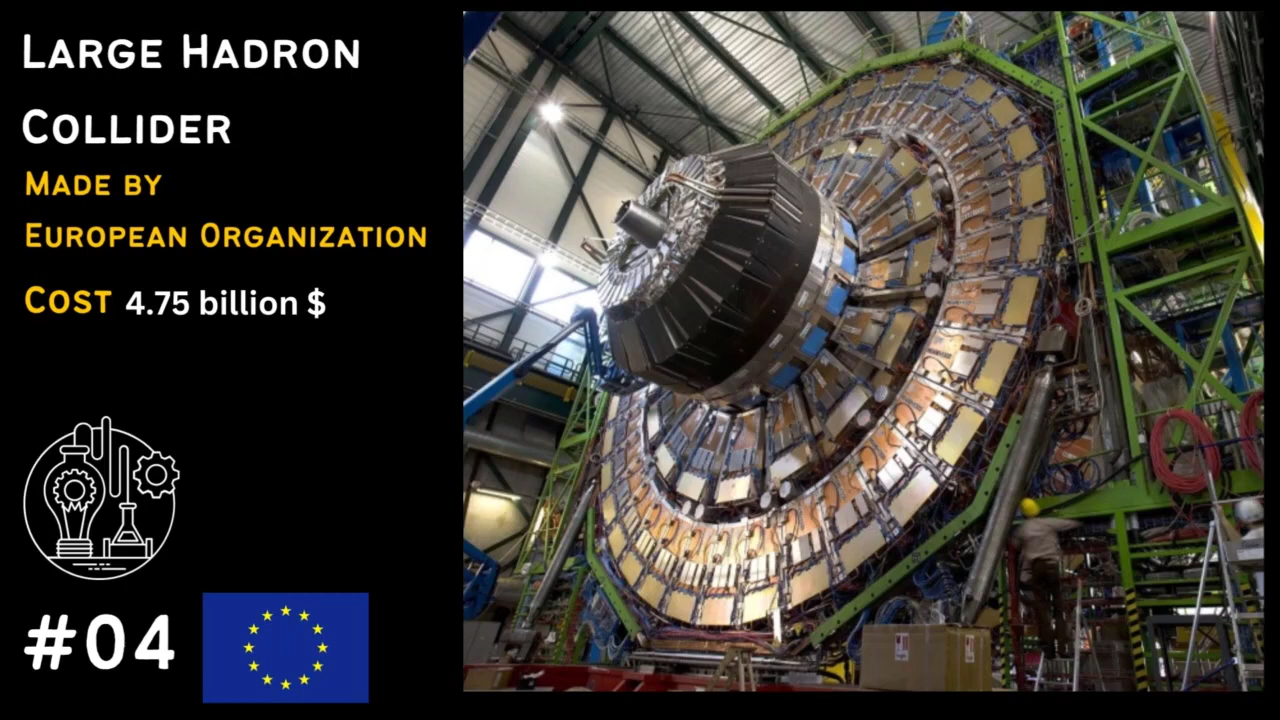 Large Hadron
Collider
Made by
European Organization
Cost 4.75 billion $
#04